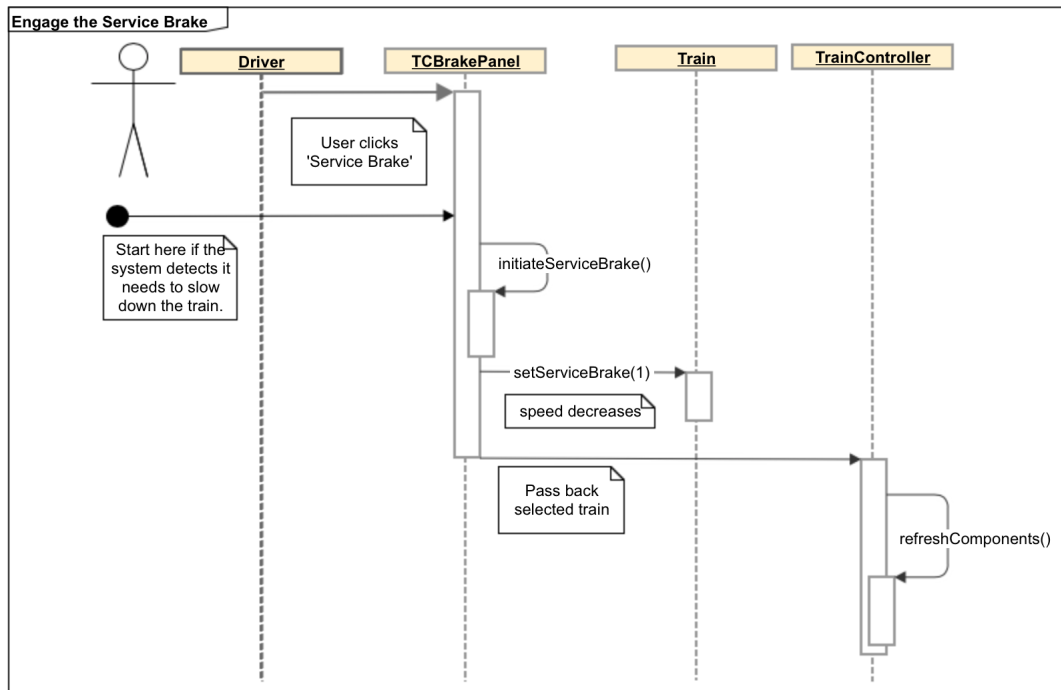 Engage the Service Brake
Driver
TCBrakePanel
Train
TrainController
User clicks
'Service Brake'
Start here if the
system detects it
needs to slow
down the train.
initiateServiceBrake()
setServiceBrake(1)
speed decreases
Pass back
selected train
refreshComponents()